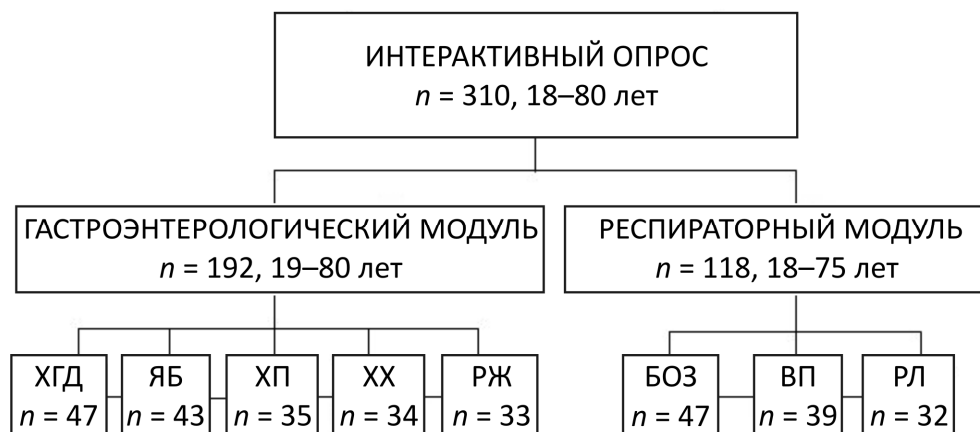 ИНТЕРАКТИВНЫЙ ОПРОС
n = 310, 18–80 лет
ГАСТРОЭНТЕРОЛОГИЧЕСКИЙ МОДУЛЬ
n = 192, 19–80 лет
РЕСПИРАТОРНЫЙ МОДУЛЬ
n = 118, 18–75 лет
ХГД
n = 47
ЯБ
n = 43
ХП
n = 35
ХХ
n = 34
РЖ
n = 33
БОЗ
n = 47
ВП
n = 39
РЛ
n = 32